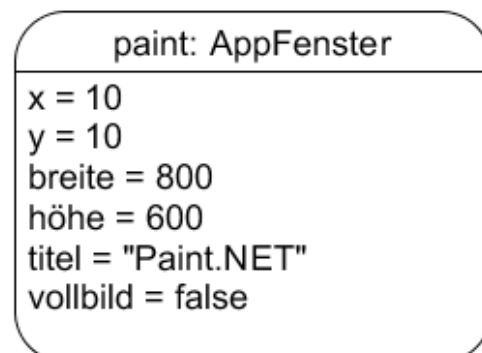 paint: AppFenster
x = 10
y = 10
breite = 800
höhe = 600
titel = "Paint.NET"
vollbild = false